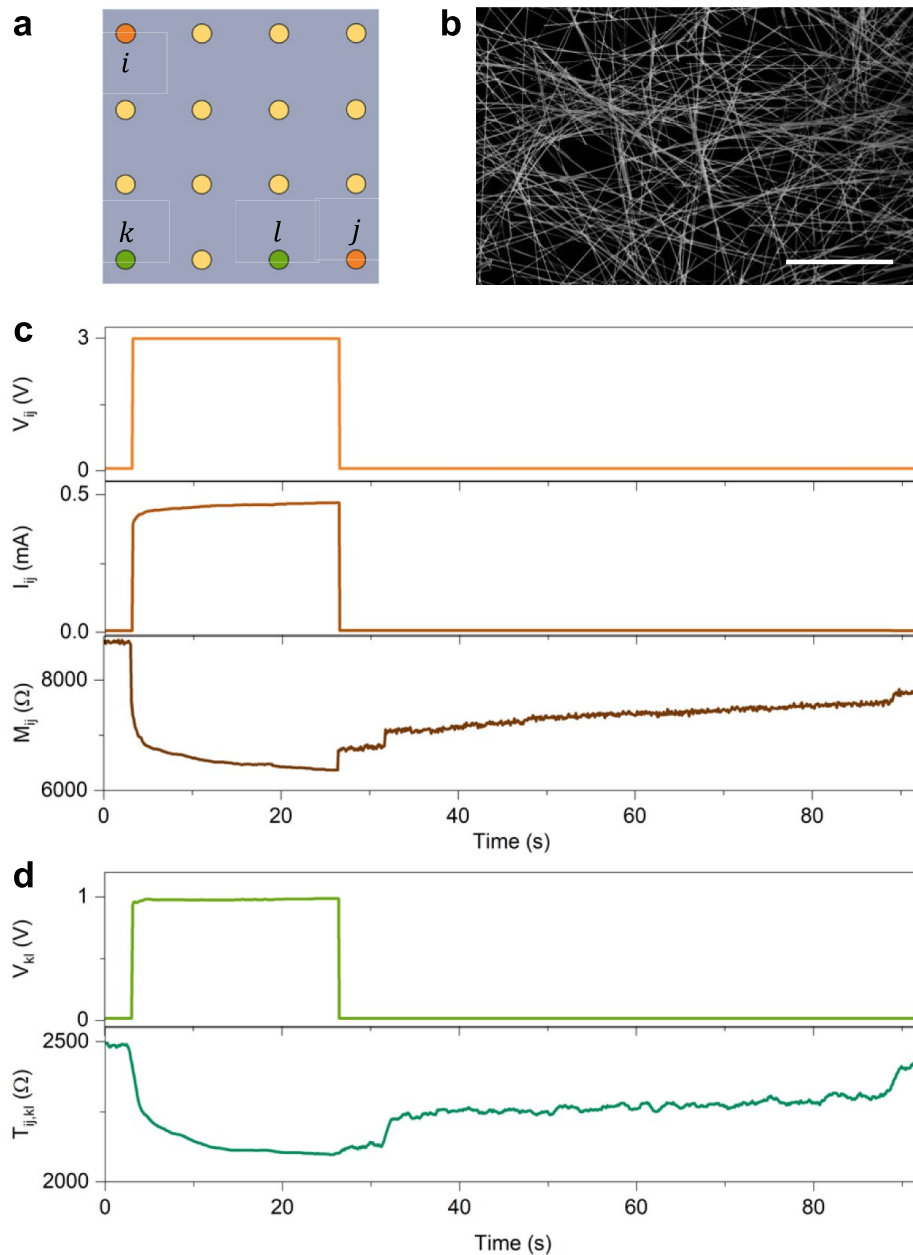 a
b
i
k
l
j
c
3
0
V_ij (V)
0.5
0.0
I_ij (mA)
8000
6000
M_ij (Ω)
0
20
40
60
80
Time (s)
d
1
0
V_kl (V)
2500
2000
T_ij,kl (Ω)
0
20
40
60
80
Time (s)